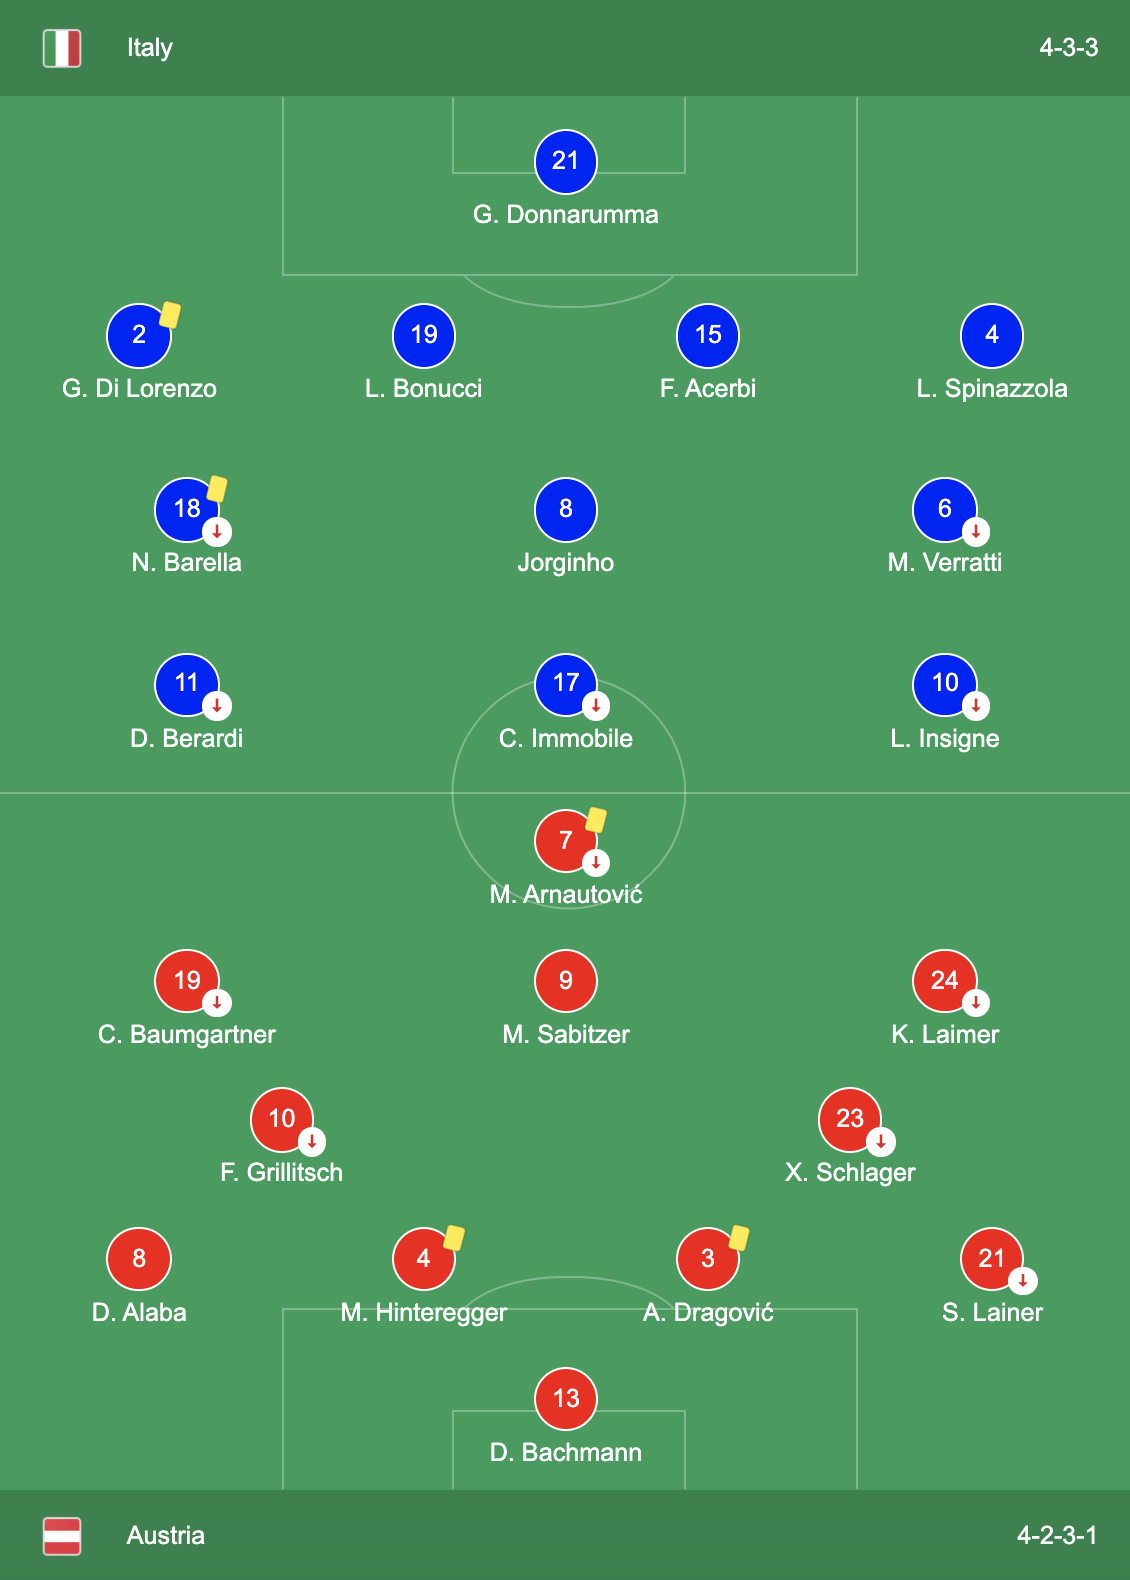 Italy
4-3-3
21
G. Donnarumma
2
19
15
4
G. Di Lorenzo
L. Bonucci
F. Acerbi
L. Spinazzola
18
8
6
N. Barella
Jorginho
M. Verratti
11
17
10
D. Berardi
C. Immobile
L. Insigne
7
M. Arnautović
19
9
24
C. Baumgartner
M. Sabitzer
K. Laimer
10
23
F. Grillitsch
X. Schlager
8
4
3
21
D. Alaba
M. Hinteregger
A. Dragović
S. Lainer
13
D. Bachmann
Austria
4-2-3-1